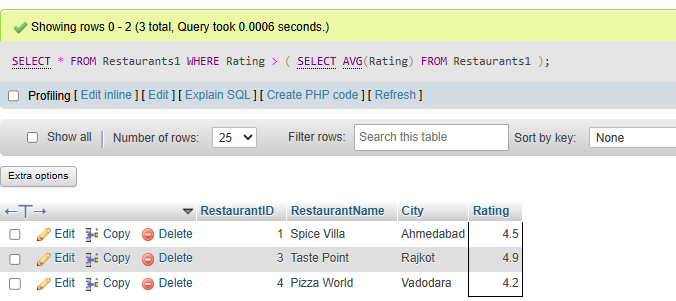 Showing rows 0 - 2 (3 total, Query took 0.0006 seconds.)
SELECT * FROM Restaurants1 WHERE Rating > ( SELECT AVG(Rating) FROM Restaurants1 );
Profiling [ Edit inline ] [ Edit ] [ Explain SQL ] [ Create PHP code ] [ Refresh ]
Show all Number of rows: 25 Filter rows: Search this table Sort by key: None
Extra options
←T→ RestaurantID RestaurantName City Rating
Edit Copy Delete 1 Spice Villa Ahmedabad 4.5
Edit Copy Delete 3 Taste Point Rajkot 4.9
Edit Copy Delete 4 Pizza World Vadodara 4.2